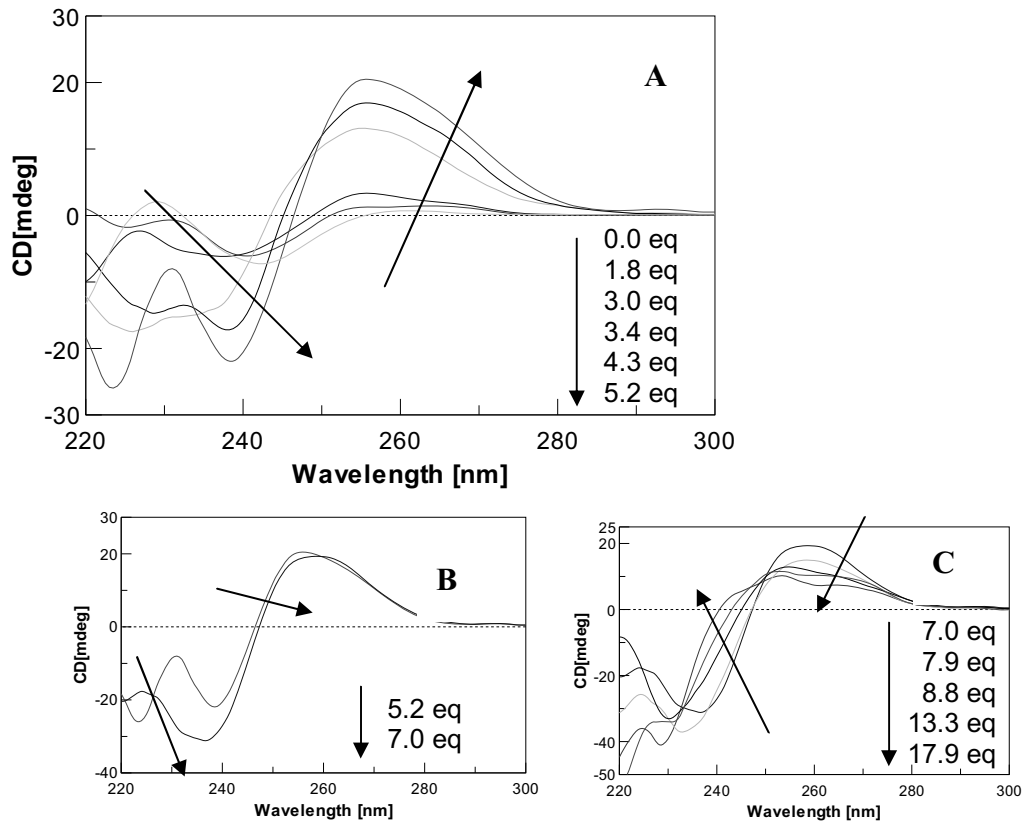 30
20
0
-20
-30
CD[mdeg]
A
0.0 eq
1.8 eq
3.0 eq
3.4 eq
4.3 eq
5.2 eq
220 240 260 280 300
Wavelength [nm]
30
20
0
-20
-40
CD[mdeg]
B
5.2 eq
7.0 eq
220 240 260 280 300
Wavelength [nm]
25
20
0
-20
-40
-50
CD[mdeg]
C
7.0 eq
7.9 eq
8.8 eq
13.3 eq
17.9 eq
220 240 260 280 300
Wavelength [nm]